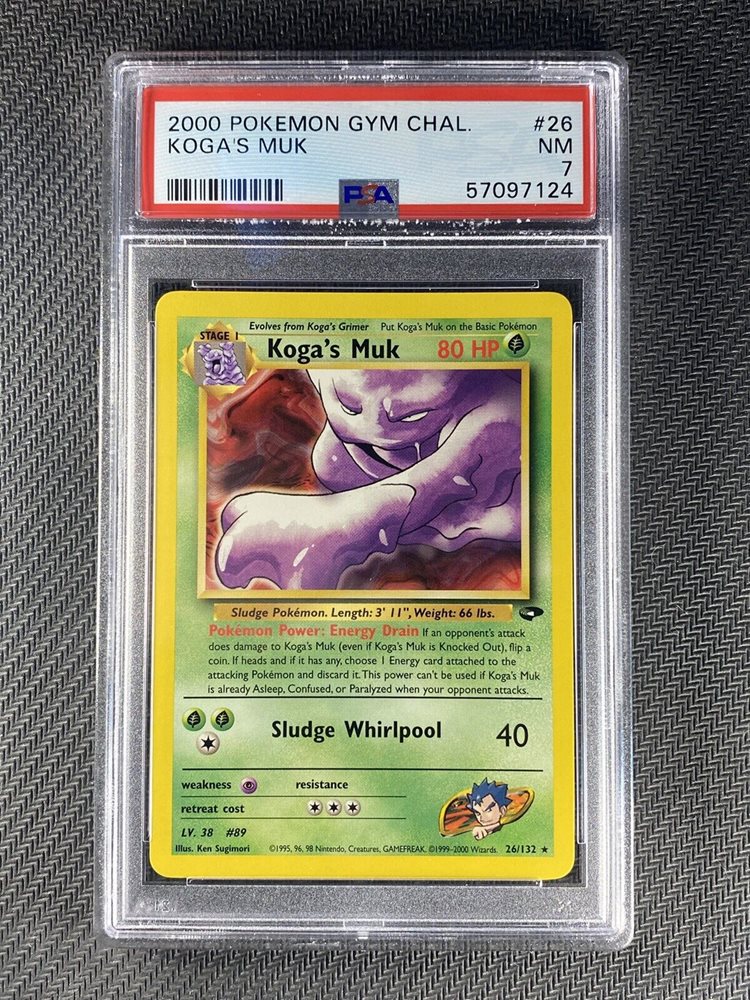 2000 POKEMON GYM CHAL. #26
KOGA'S MUK NM
7
PSA 57097124
Evolves from Koga's Grimer Put Koga's Muk on the Basic Pokémon
STAGE 1
Koga's Muk 80 HP
Sludge Pokémon. Length: 3' 11", Weight: 66 lbs.
Pokémon Power: Energy Drain If an opponent's attack
does damage to Koga's Muk (even if Koga's Muk is Knocked Out), flip a
coin. If heads and if it has any, choose 1 Energy card attached to the
attacking Pokémon and discard it. This power can't be used if Koga's Muk
is already Asleep, Confused, or Paralyzed when your opponent attacks.
Sludge Whirlpool 40
weakness resistance
retreat cost
LV. 38 #89
Illus. Ken Sugimori ©1995, 96, 98 Nintendo, Creatures, GAMEFREAK. ©1999-2000 Wizards. 26/132 ★